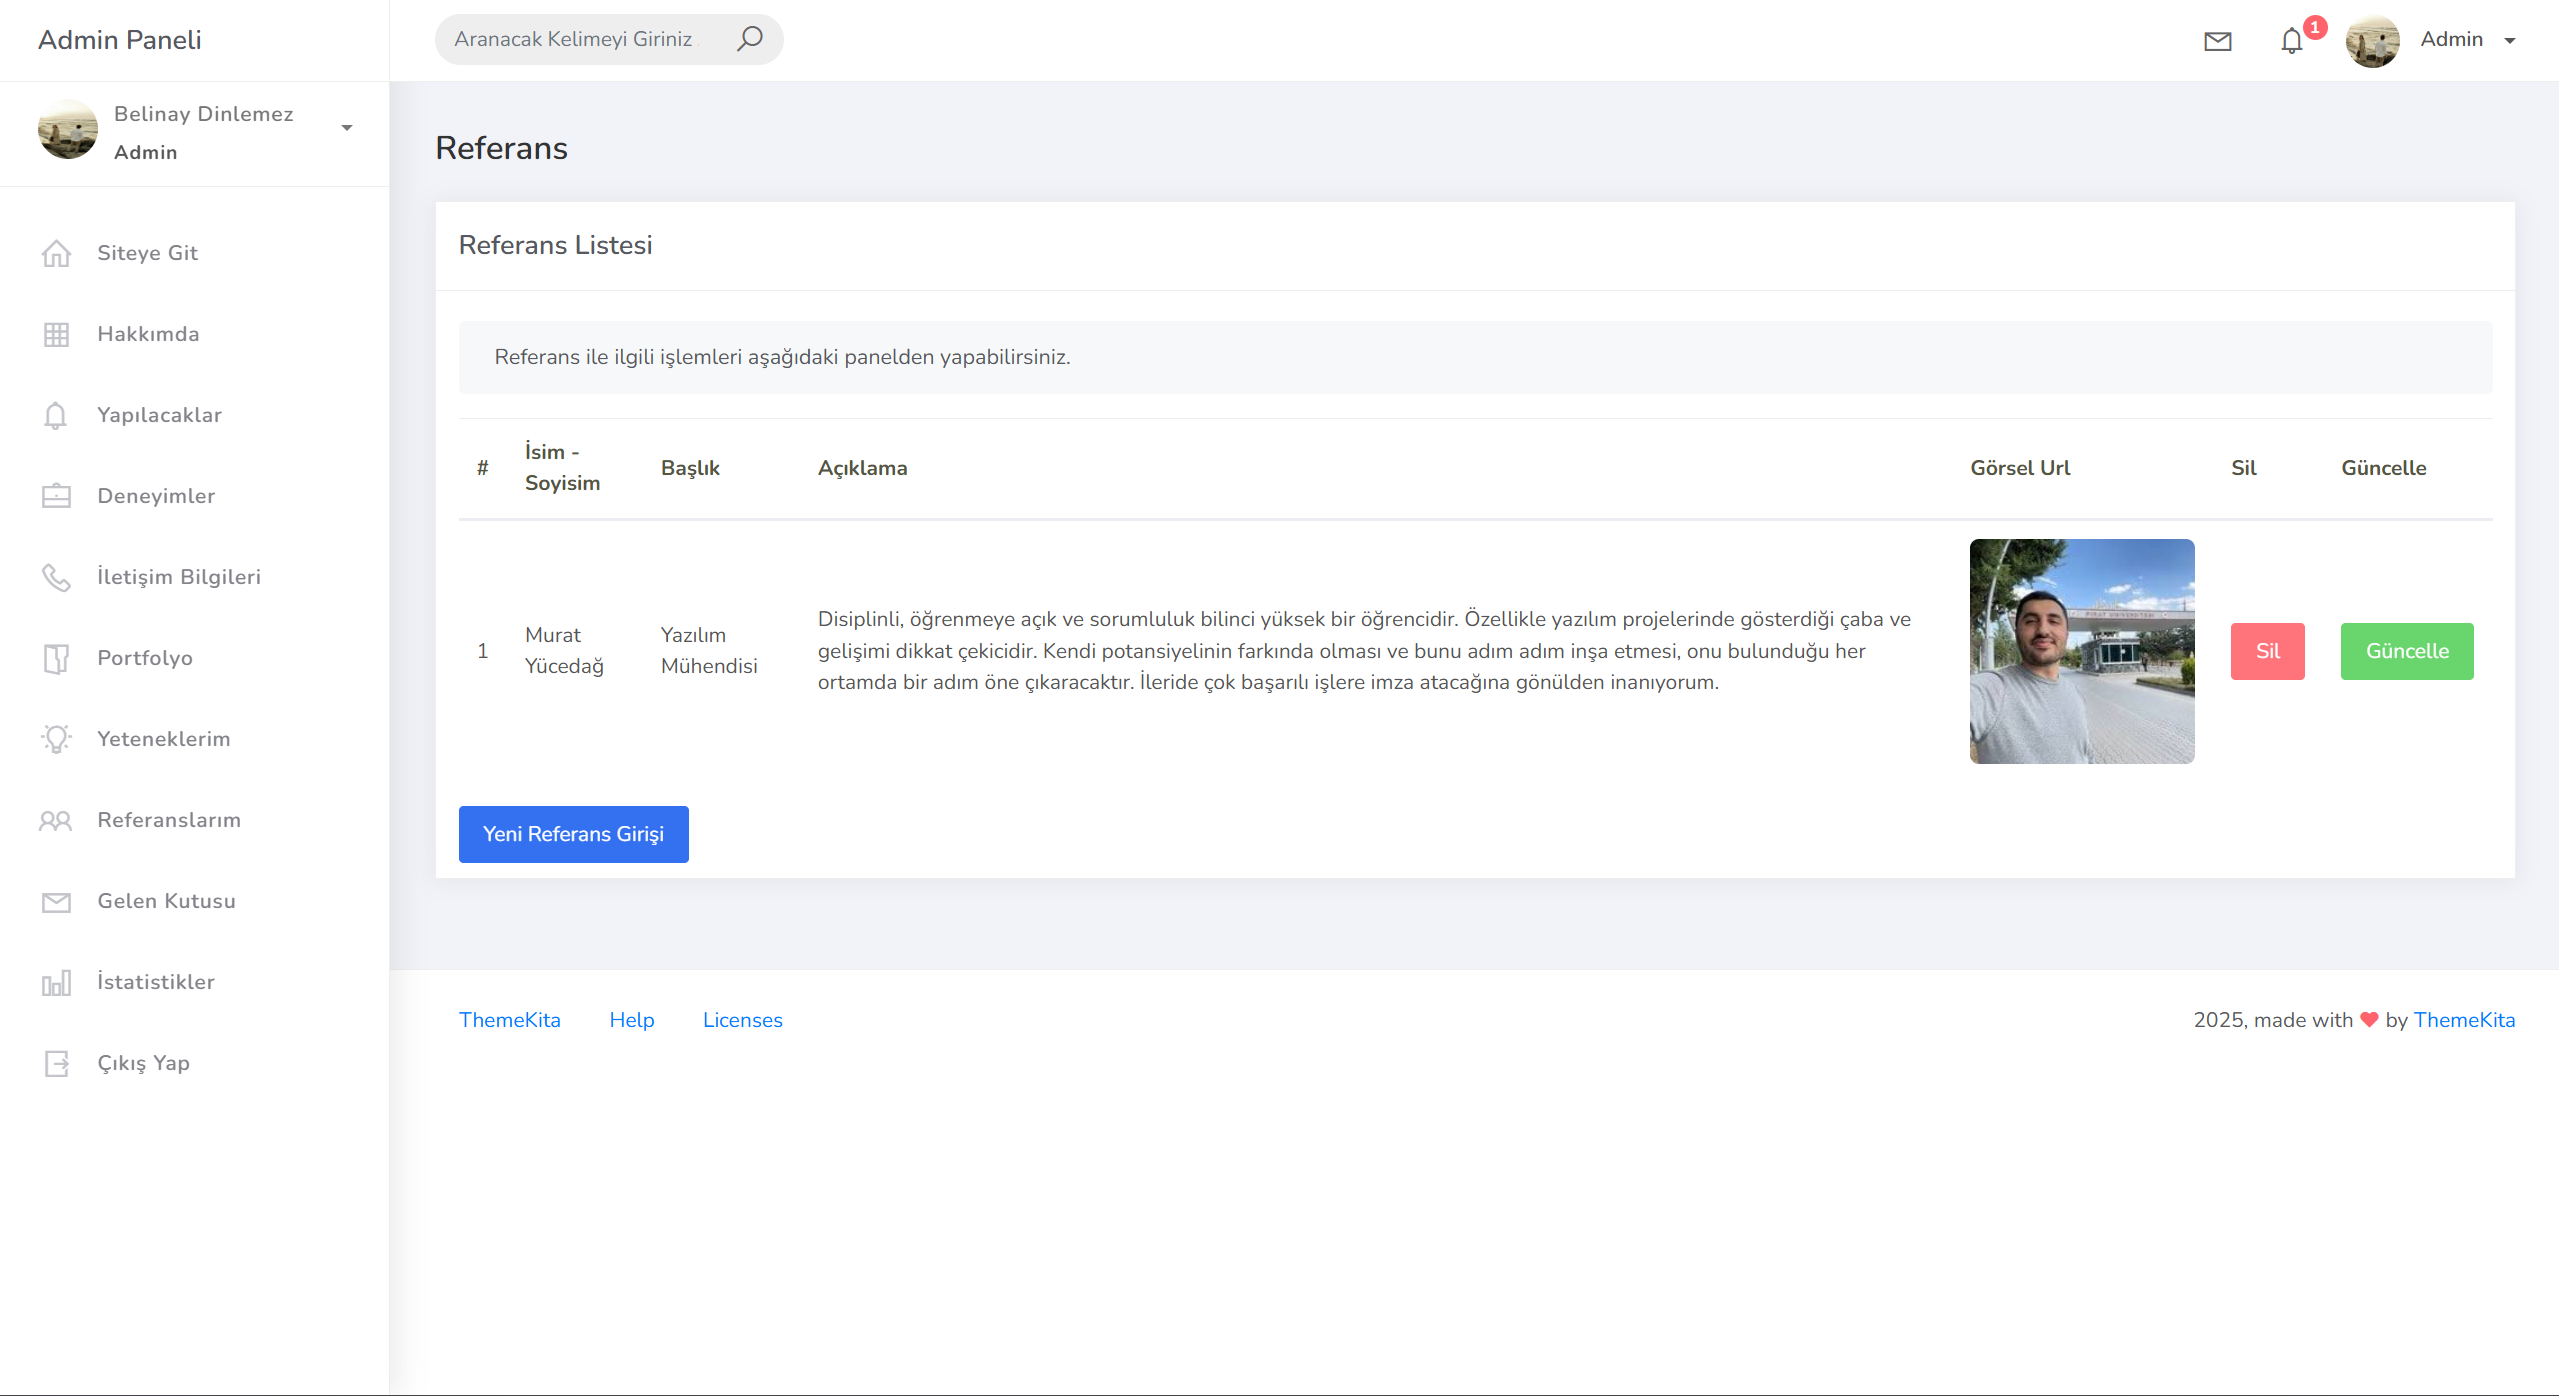 Admin Paneli
Aranacak Kelimeyi Giriniz
1
Admin
Belinay Dinlemez
Admin
Siteye Git
Hakkımda
Yapılacaklar
Deneyimler
İletişim Bilgileri
Portfolyo
Yeteneklerim
Referanslarım
Gelen Kutusu
İstatistikler
Çıkış Yap
Referans
Referans Listesi
Referans ile ilgili işlemleri aşağıdaki panelden yapabilirsiniz.
# İsim - Soyisim Başlık Açıklama Görsel Url Sil Güncelle
1
Murat
Yücedağ
Yazılım
Mühendisi
Disiplinli, öğrenmeye açık ve sorumluluk bilinci yüksek bir öğrencidir. Özellikle yazılım projelerinde gösterdiği çaba ve
gelişimi dikkat çekicidir. Kendi potansiyelinin farkında olması ve bunu adım adım inşa etmesi, onu bulunduğu her
ortamda bir adım öne çıkaracaktır. İleride çok başarılı işlere imza atacağına gönülden inanıyorum.
Sil
Güncelle
Yeni Referans Girişi
ThemeKita Help Licenses
2025, made with by ThemeKita